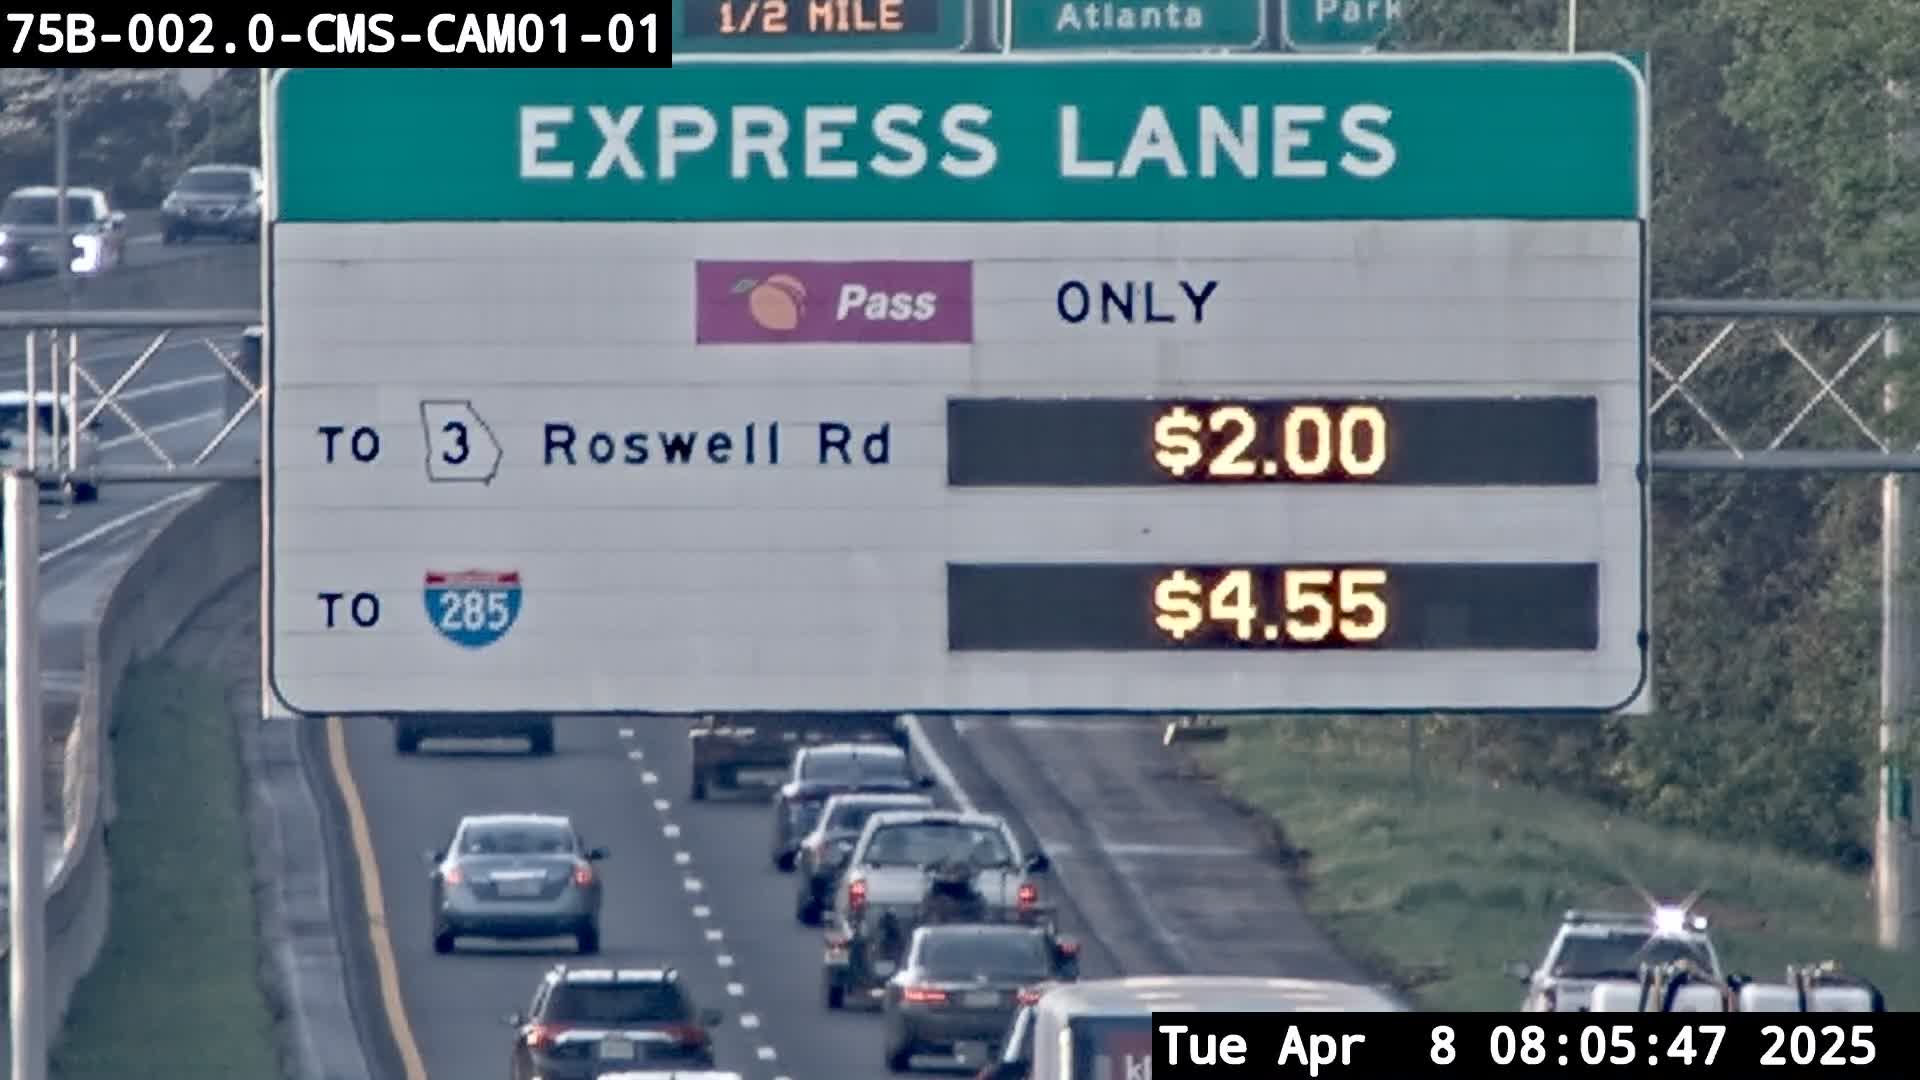 75B-002.0-CMS-CAM01-01
1/2 MILE
Atlanta
Park
EXPRESS LANES
Pass ONLY
TO 3 Roswell Rd $2.00
TO 285 $4.55
Tue Apr 8 08:05:47 2025